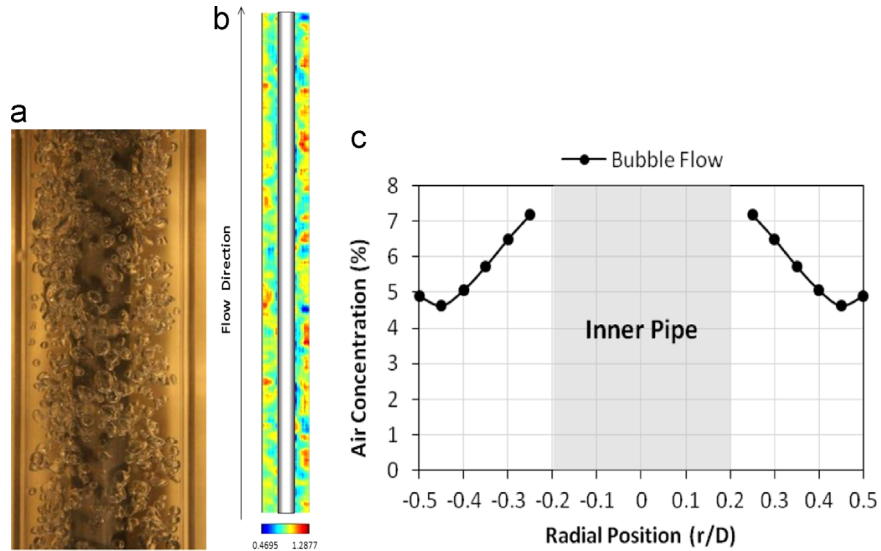 a
b
Flow Direction
0.4695 1.2877
c
Bubble Flow
Air Concentration (%)
8
7
6
5
4
3
2
1
0
Inner Pipe
-0.5 -0.4 -0.3 -0.2 -0.1 0 0.1 0.2 0.3 0.4 0.5
Radial Position (r/D)